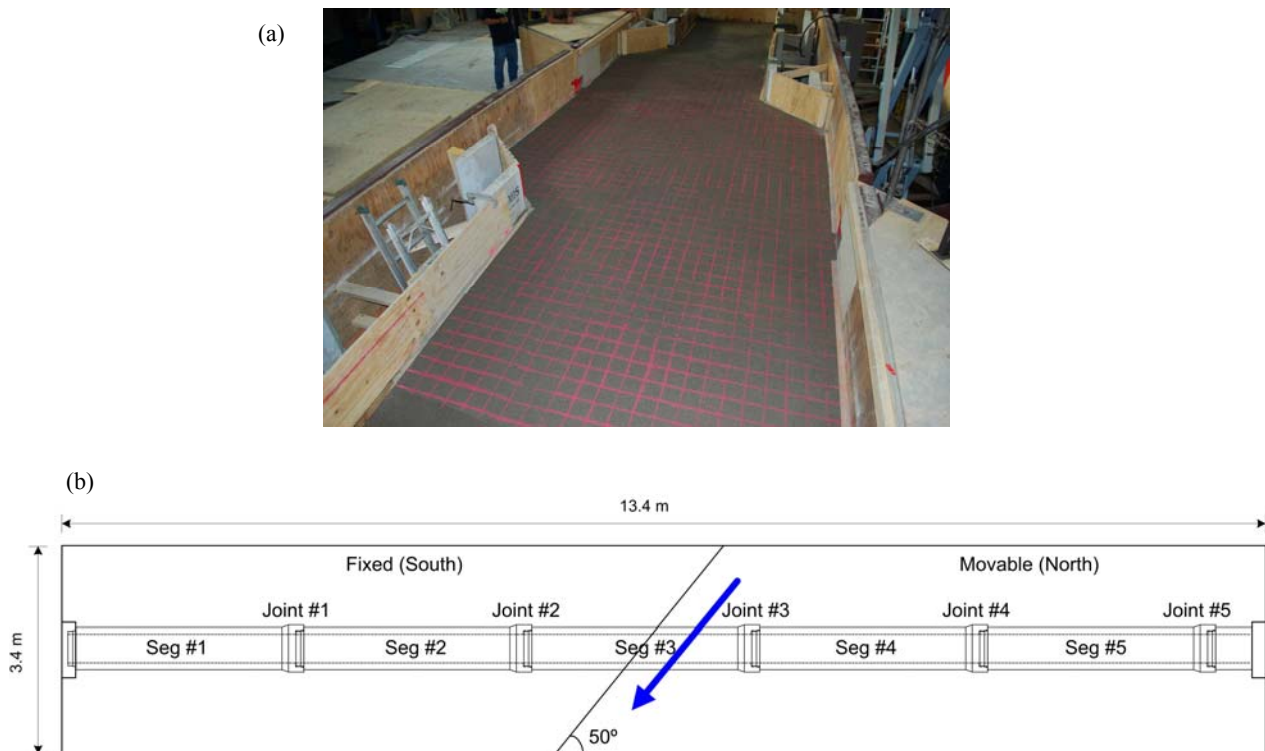 (a)
(b)
13.4 m
3.4 m
Fixed (South)
Movable (North)
Joint #1
Joint #2
Joint #3
Joint #4
Joint #5
Seg #1
Seg #2
Seg #3
Seg #4
Seg #5
50º